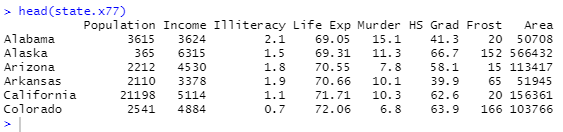 > head(state.x77)
Population Income Illiteracy Life Exp Murder HS Grad Frost Area
Alabama 3615 3624 2.1 69.05 15.1 41.3 20 50708
Alaska 365 6315 1.5 69.31 11.3 66.7 152 566432
Arizona 2212 4530 1.8 70.55 7.8 58.1 15 113417
Arkansas 2110 3378 1.9 70.66 10.1 39.9 65 51945
California 21198 5114 1.1 71.71 10.3 62.6 20 156361
Colorado 2541 4884 0.7 72.06 6.8 63.9 166 103766
>